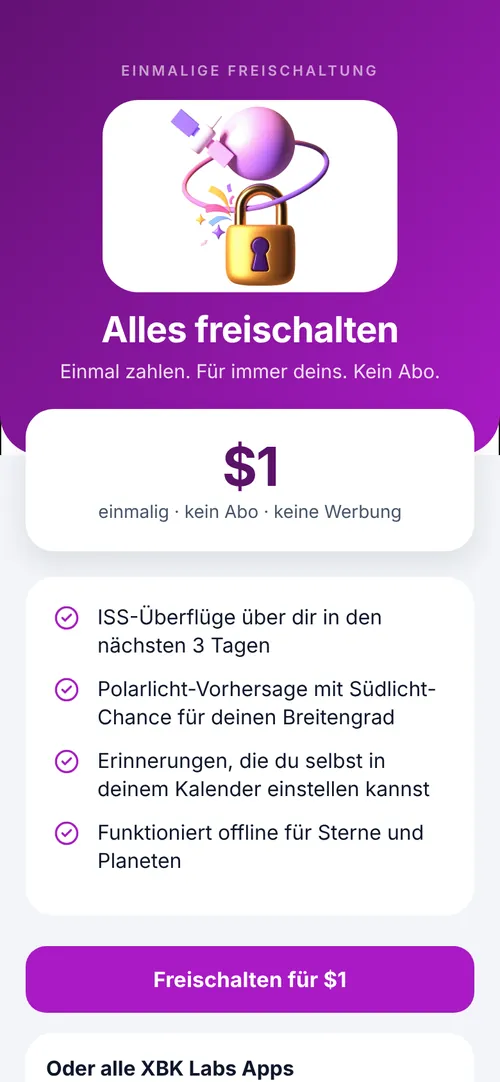 EINMALIGE FREISCHALTUNG
Alles freischalten
Einmal zahlen. Für immer deins. Kein Abo.
$1
einmalig · kein Abo · keine Werbung
ISS-Überflüge über dir in den
nächsten 3 Tagen
Polarlicht-Vorhersage mit Südlicht-
Chance für deinen Breitengrad
Erinnerungen, die du selbst in
deinem Kalender einstellen kannst
Funktioniert offline für Sterne und
Planeten
Freischalten für $1
Oder alle XBK Labs Apps